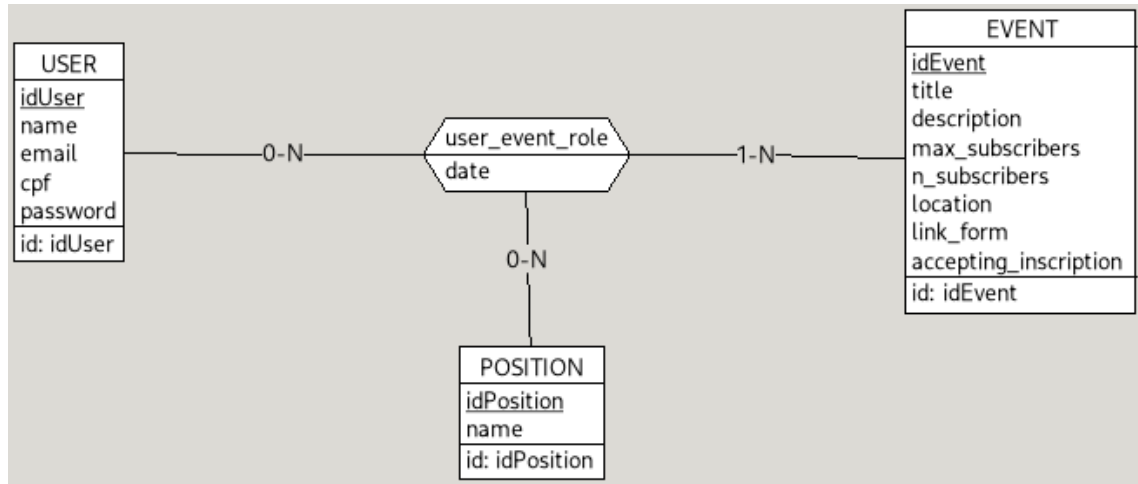 USER
idUser
name
email
cpf
password
id: idUser
0-N
user_event_role
date
1-N
EVENT
idEvent
title
description
max_subscribers
n_subscribers
location
link_form
accepting_inscription
id: idEvent
0-N
POSITION
idPosition
name
id: idPosition